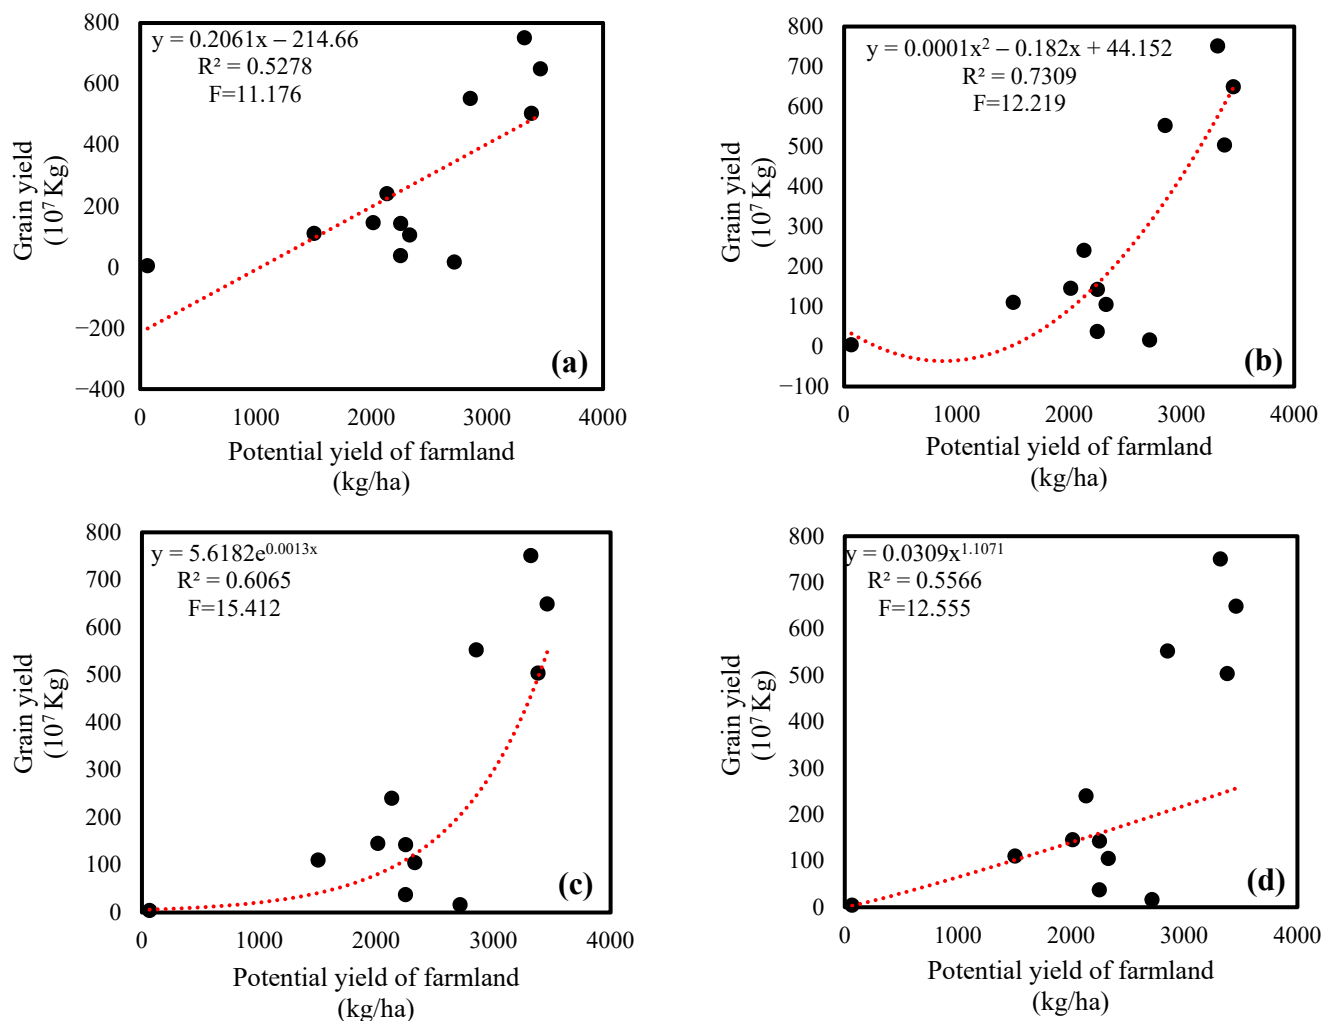 800
600
400
200
0
−200
−400
Grain yield
(10⁷ Kg)
y = 0.2061x – 214.66
R² = 0.5278
F=11.176
(a)
0 1000 2000 3000 4000
Potential yield of farmland
(kg/ha)
800
700
600
500
400
300
200
100
0
−100
Grain yield
(10⁷ Kg)
y = 0.0001x² – 0.182x + 44.152
R² = 0.7309
F=12.219
(b)
0 1000 2000 3000 4000
Potential yield of farmland
(kg/ha)
800
700
600
500
400
300
200
100
0
Grain yield
(10⁷ Kg)
y = 5.6182e^0.0013x
R² = 0.6065
F=15.412
(c)
0 1000 2000 3000 4000
Potential yield of farmland
(kg/ha)
800
700
600
500
400
300
200
100
0
Grain yield
(10⁷ Kg)
y = 0.0309x^1.1071
R² = 0.5566
F=12.555
(d)
0 1000 2000 3000 4000
Potential yield of farmland
(kg/ha)